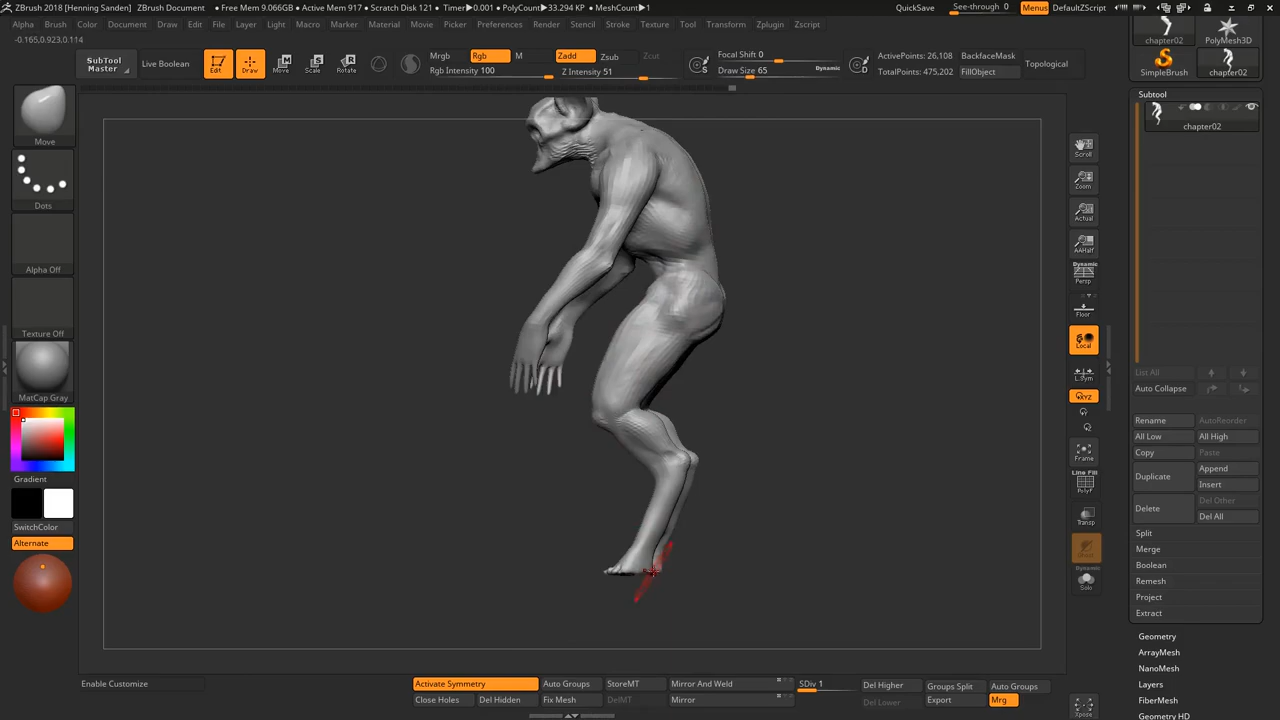 ZBrush 2018 [Henning Sanden] ZBrush Document • Free Mem 9.066GB • Active Mem 917 • Scratch Disk 121 • Timer▶0.001 • PolyCount▶33.294 KP • MeshCount▶1 QuickSave See-through 0 Menus DefaultZScript
Alpha Brush Color Document Draw Edit File Layer Light Macro Marker Material Movie Picker Preferences Render Stencil Stroke Texture Tool Transform Zplugin Zscript
-0.165,0.923,0.114
SubTool Master
Live Boolean
Edit
Draw
Move
Scale
Rotate
Mrgb Rgb M
Rgb Intensity 100
Zadd Zsub Zcut
Z Intensity 51
Focal Shift 0
Draw Size 65 Dynamic
S
D
ActivePoints: 26,108
TotalPoints: 475,202
BackfaceMask
FillObject
Topological
chapter02
PolyMesh3D
SimpleBrush
chapter02
Move
Dots
Alpha Off
Texture Off
MatCap Gray
Gradient
SwitchColor
Alternate
Scroll
Zoom
Actual
AAHalf
Dynamic
Persp
Floor
Local
L.Sym
XYZ
Frame
Line Fill
PolyF
Transp
Dynamic
Solo
Xpose
Subtool
chapter02
List All
Auto Collapse
Rename AutoReorder
All Low All High
Copy Paste
Duplicate Append
Insert
Delete Del Other
Del All
Split
Merge
Boolean
Remesh
Project
Extract
Geometry
ArrayMesh
NanoMesh
Layers
FiberMesh
Geometry HD
Enable Customize
Activate Symmetry Auto Groups StoreMT Mirror And Weld SDiv 1 Del Higher Groups Split Auto Groups
Close Holes Del Hidden Fix Mesh DelMT Mirror Del Lower Export Mrg